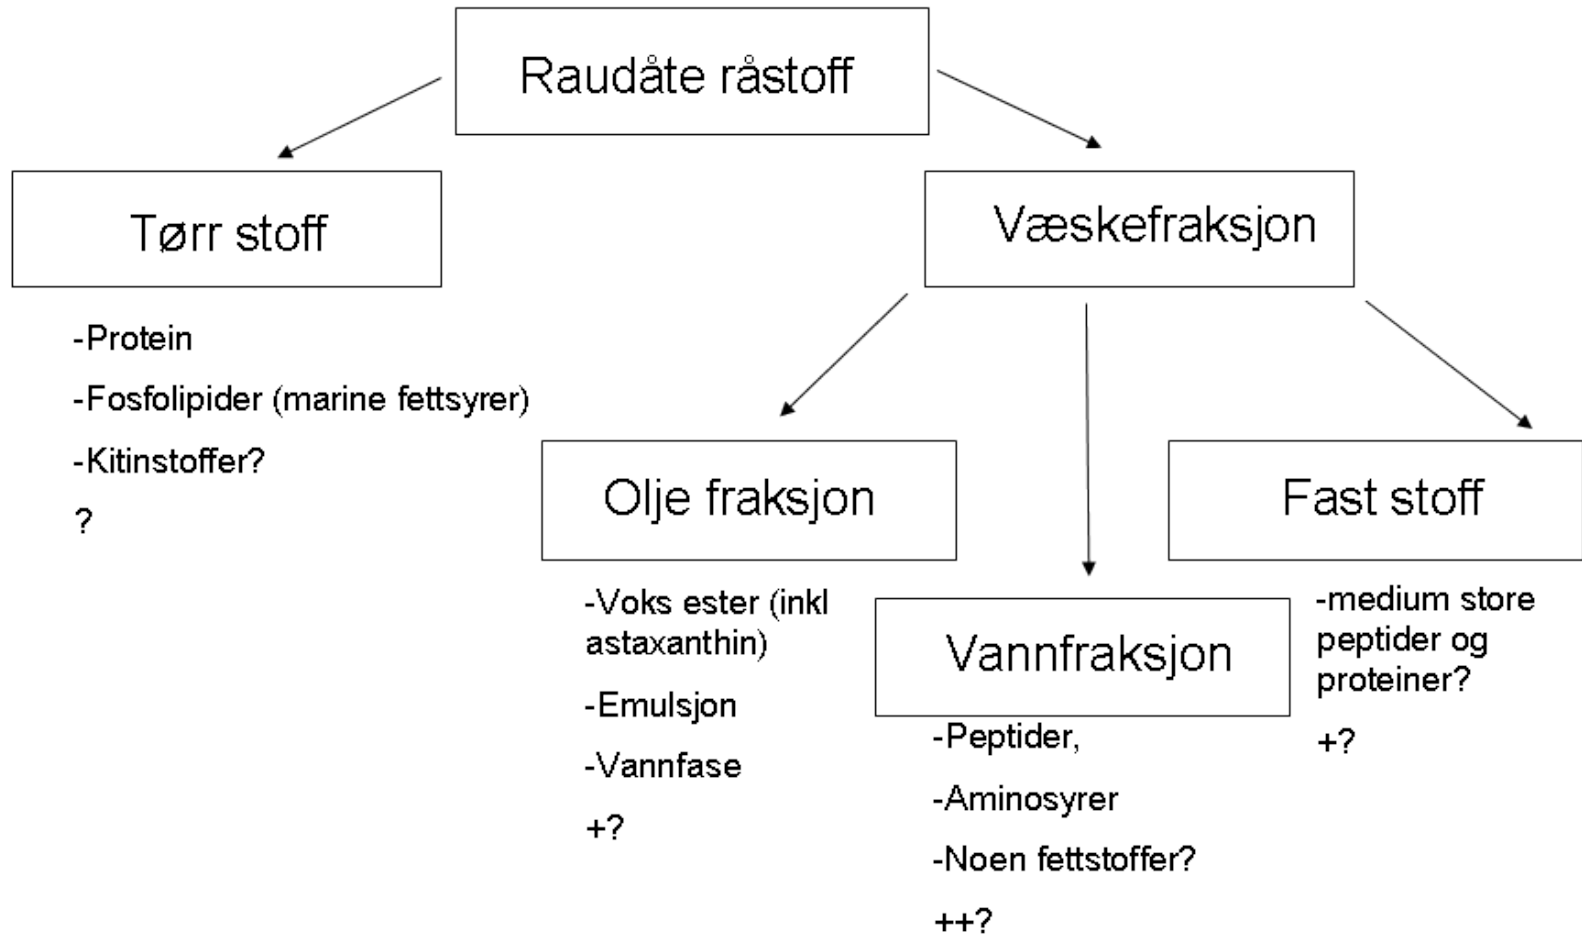 Raudåte råstoff
Tørr stoff
-Protein
-Fosfolipider (marine fettsyrer)
-Kitinstoffer?
?
Væskefraksjon
Olje fraksjon
-Voks ester (inkl
astaxanthin)
-Emulsjon
-Vannfase
+?
Vannfraksjon
-Peptider,
-Aminosyrer
-Noen fettstoffer?
++?
Fast stoff
-medium store
peptider og
proteiner?
+?